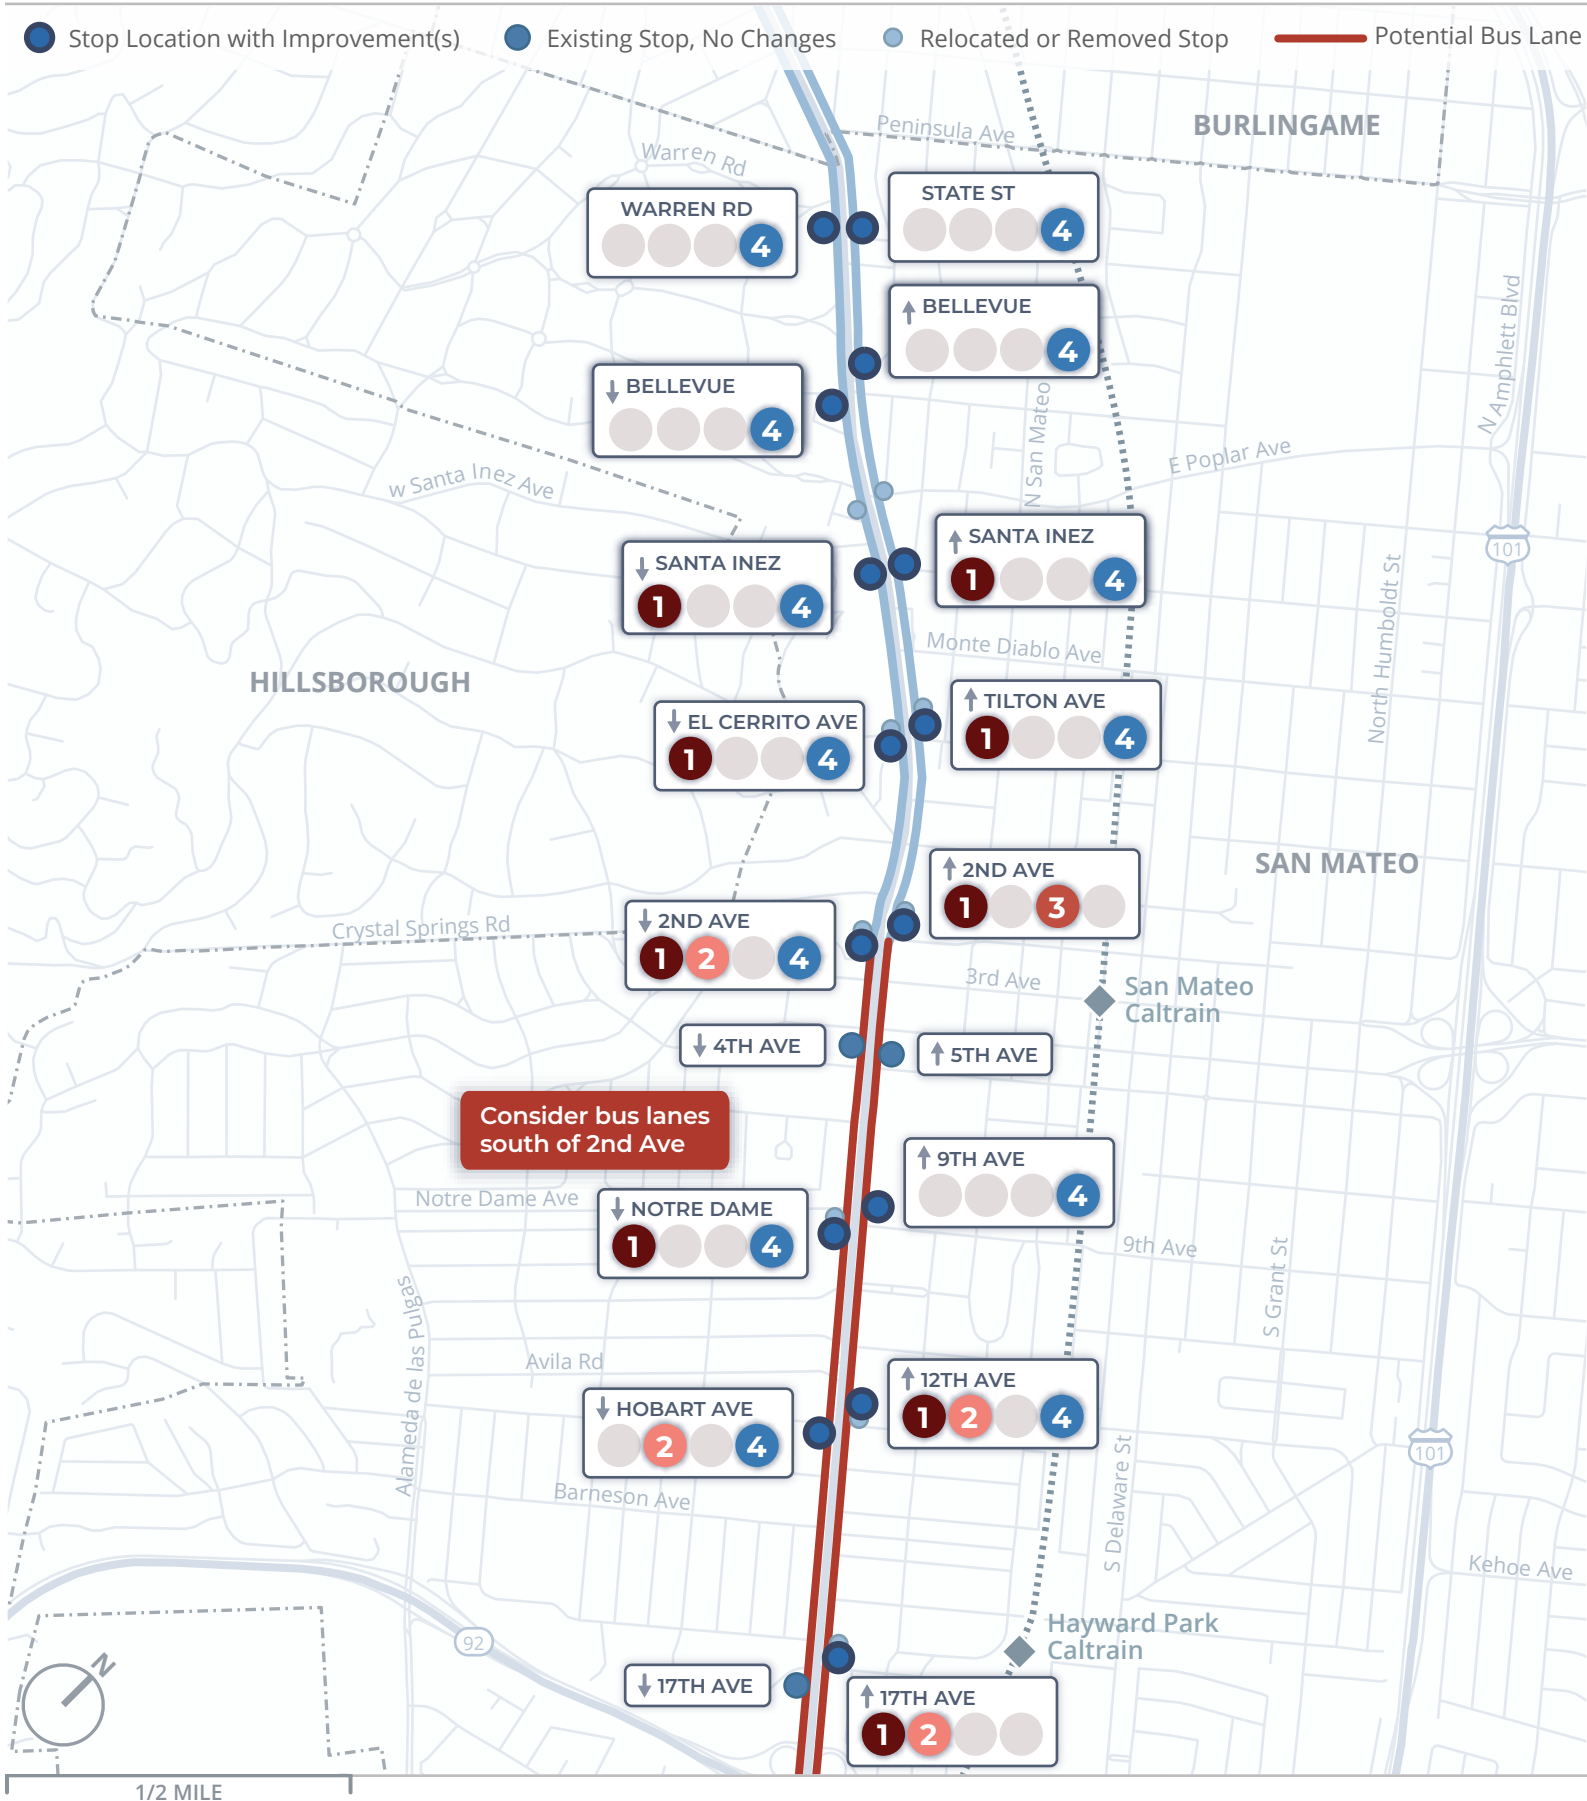 Stop Location with Improvement(s)
Existing Stop, No Changes
Relocated or Removed Stop
Potential Bus Lane
BURLINGAME
Peninsula Ave
Warren Rd
STATE ST
4
WARREN RD
4
BELLEVUE
4
N Amphlett Blvd
BELLEVUE
4
N San Mateo
E Poplar Ave
W Santa Inez Ave
SANTA INEZ
1 4
101
SANTA INEZ
1 4
North Humboldt St
Monte Diablo Ave
HILLSBOROUGH
TILTON AVE
1 4
EL CERRITO AVE
1 4
2ND AVE
1 3
SAN MATEO
2ND AVE
1 2 4
Crystal Springs Rd
3rd Ave
San Mateo
Caltrain
4TH AVE
5TH AVE
Consider bus lanes
south of 2nd Ave
9TH AVE
4
Notre Dame Ave
NOTRE DAME
1 4
9th Ave
S Grant St
Alameda de las Pulgas
Avila Rd
12TH AVE
1 2 4
HOBART AVE
2 4
101
Barneson Ave
S Delaware St
Kehoe Ave
Hayward Park
Caltrain
92
N
17TH AVE
17TH AVE
1 2
1/2 MILE